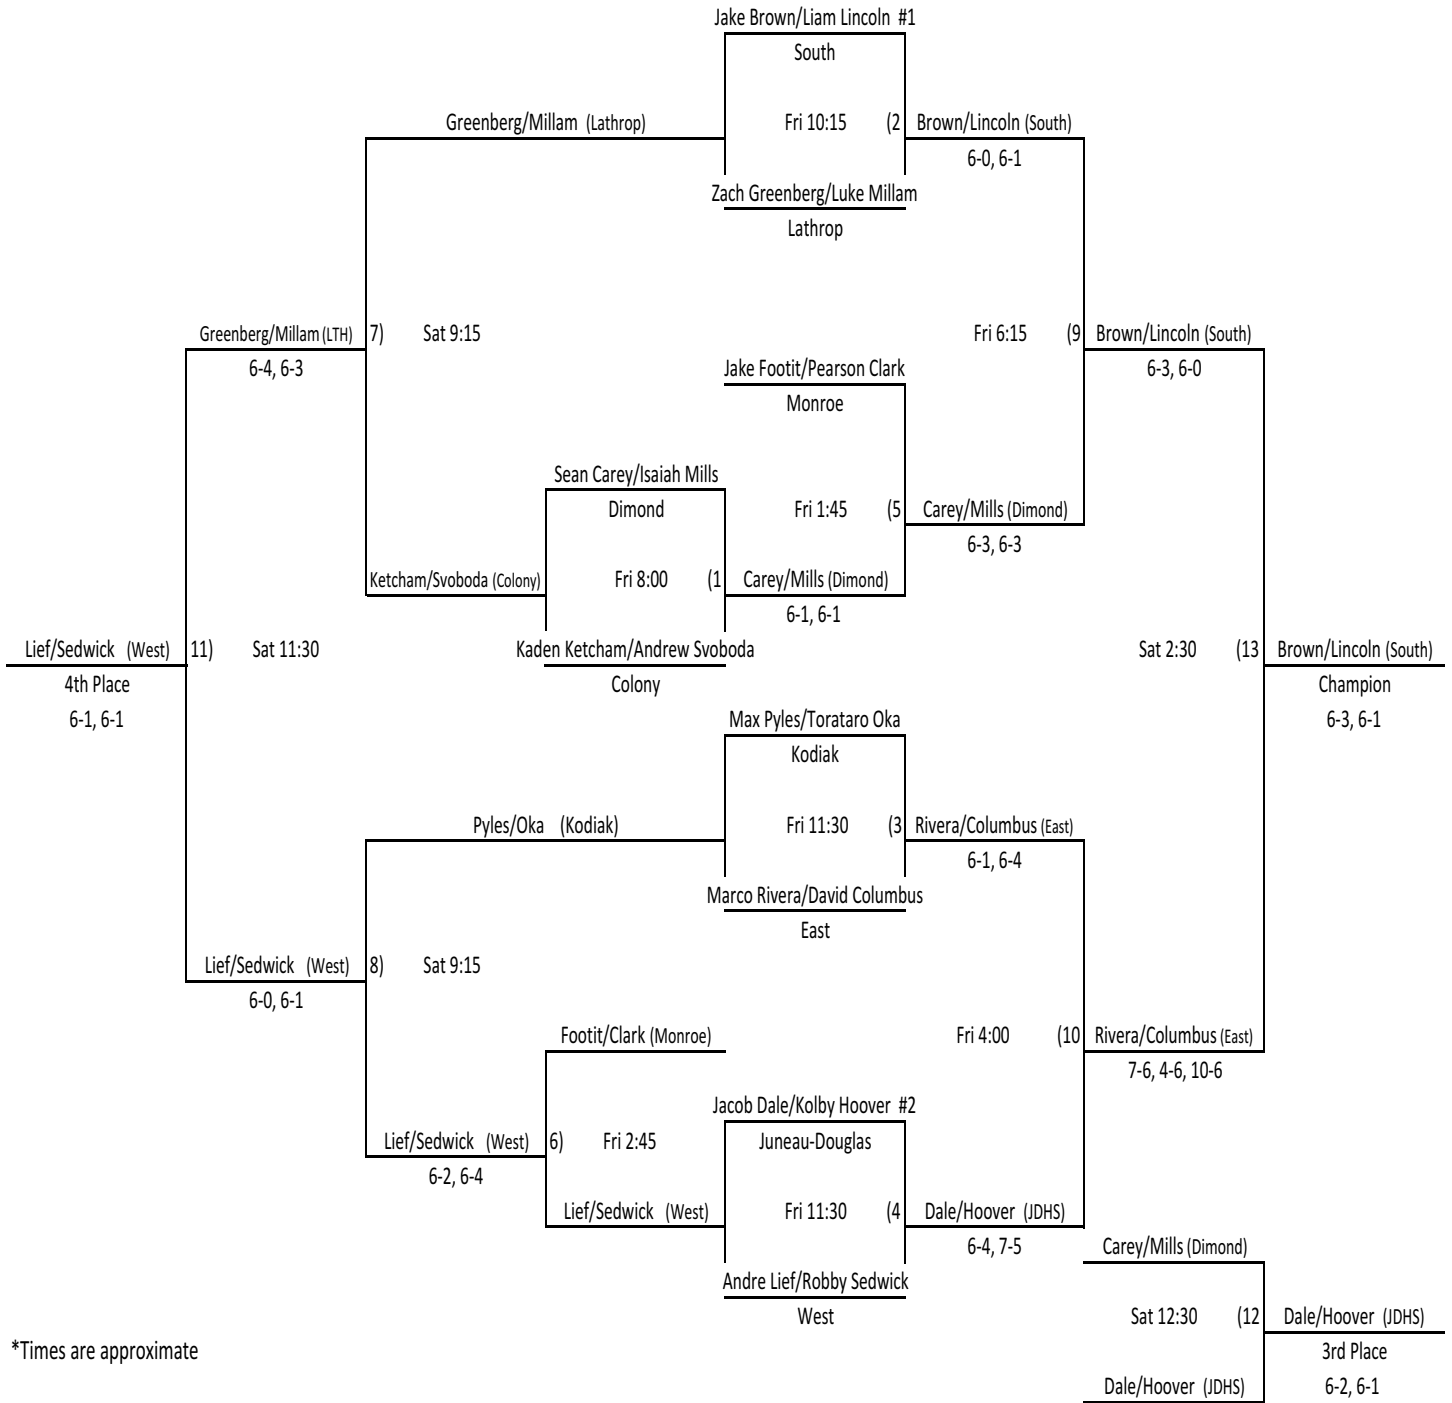 Jake Brown/Liam Lincoln #1
South
Greenberg/Millam (Lathrop)
Fri 10:15 (2
Brown/Lincoln (South)
6-0, 6-1
Zach Greenberg/Luke Millam
Lathrop
Greenberg/Millam (LTH)
7) Sat 9:15
6-4, 6-3
Fri 6:15 (9
Brown/Lincoln (South)
6-3, 6-0
Jake Footit/Pearson Clark
Monroe
Sean Carey/Isaiah Mills
Dimond
Fri 1:45 (5
Carey/Mills (Dimond)
6-3, 6-3
Ketcham/Svoboda (Colony)
Fri 8:00 (1
Carey/Mills (Dimond)
6-1, 6-1
Lief/Sedwick (West)
11) Sat 11:30
4th Place
6-1, 6-1
Kaden Ketcham/Andrew Svoboda
Colony
Sat 2:30 (13
Brown/Lincoln (South)
Champion
6-3, 6-1
Max Pyles/Torataro Oka
Kodiak
Pyles/Oka (Kodiak)
Fri 11:30 (3
Rivera/Columbus (East)
6-1, 6-4
Marco Rivera/David Columbus
East
Lief/Sedwick (West)
8) Sat 9:15
6-0, 6-1
Footit/Clark (Monroe)
Fri 4:00 (10
Rivera/Columbus (East)
7-6, 4-6, 10-6
Jacob Dale/Kolby Hoover #2
Juneau-Douglas
Lief/Sedwick (West)
6) Fri 2:45
6-2, 6-4
Lief/Sedwick (West)
Fri 11:30 (4
Dale/Hoover (JDHS)
6-4, 7-5
Andre Lief/Robby Sedwick
West
Carey/Mills (Dimond)
Sat 12:30 (12
Dale/Hoover (JDHS)
3rd Place
6-2, 6-1
Dale/Hoover (JDHS)
*Times are approximate